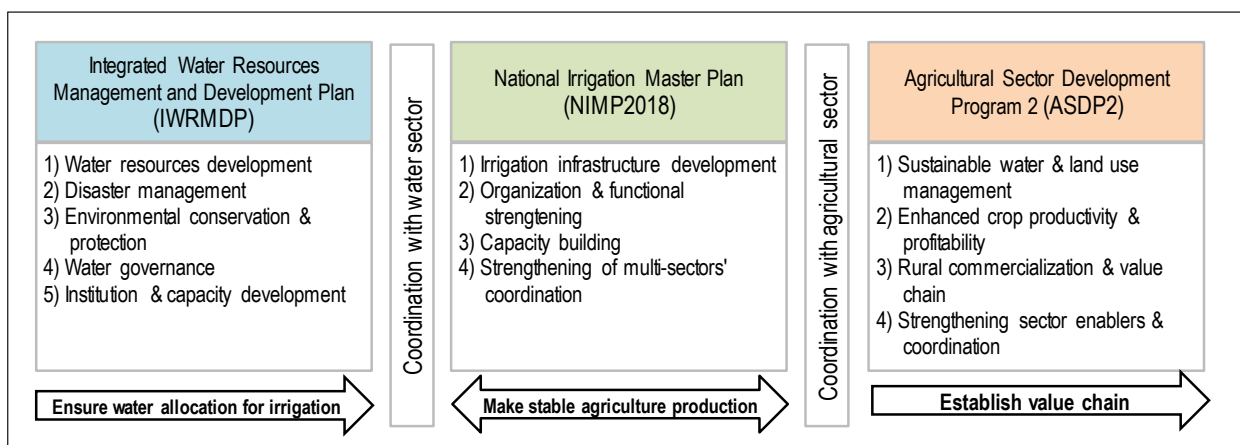 Integrated Water Resources
Management and Development Plan
(IWRMDP)
1) Water resources development
2) Disaster management
3) Environmental conservation &
protection
4) Water governance
5) Institution & capacity development
Ensure water allocation for irrigation
Coordination with water sector
National Irrigation Master Plan
(NIMP2018)
1) Irrigation infrastructure development
2) Organization & functional
strengtening
3) Capacity building
4) Strengthening of multi-sectors'
coordination
Make stable agriculture production
Coordination with agricultural sector
Agricultural Sector Development
Program 2 (ASDP2)
1) Sustainable water & land use
management
2) Enhanced crop productivity &
profitability
3) Rural commercialization & value
chain
4) Strengthening sector enablers &
coordination
Establish value chain